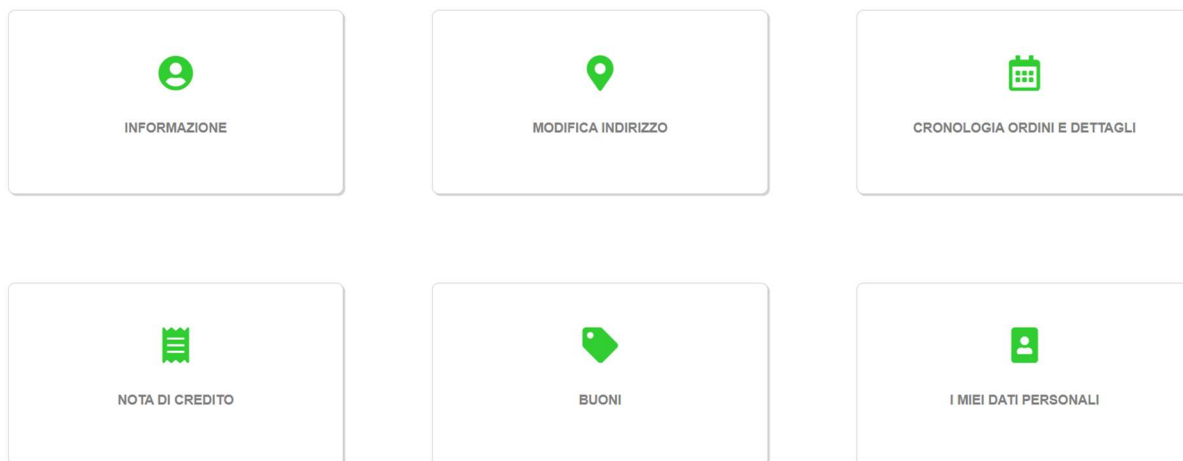 INFORMAZIONE
MODIFICA INDIRIZZO
CRONOLOGIA ORDINI E DETTAGLI
NOTA DI CREDITO
BUONI
I MIEI DATI PERSONALI